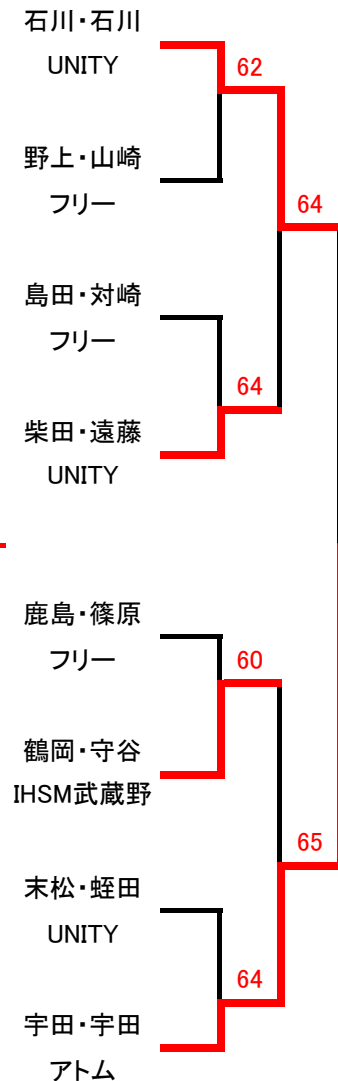 石川・石川
UNITY
62
野上・山崎
フリー
64
島田・対崎
フリー
64
柴田・遠藤
UNITY
鹿島・篠原
フリー
60
鶴岡・守谷
IHSM武蔵野
65
末松・蛭田
UNITY
64
宇田・宇田
アトム